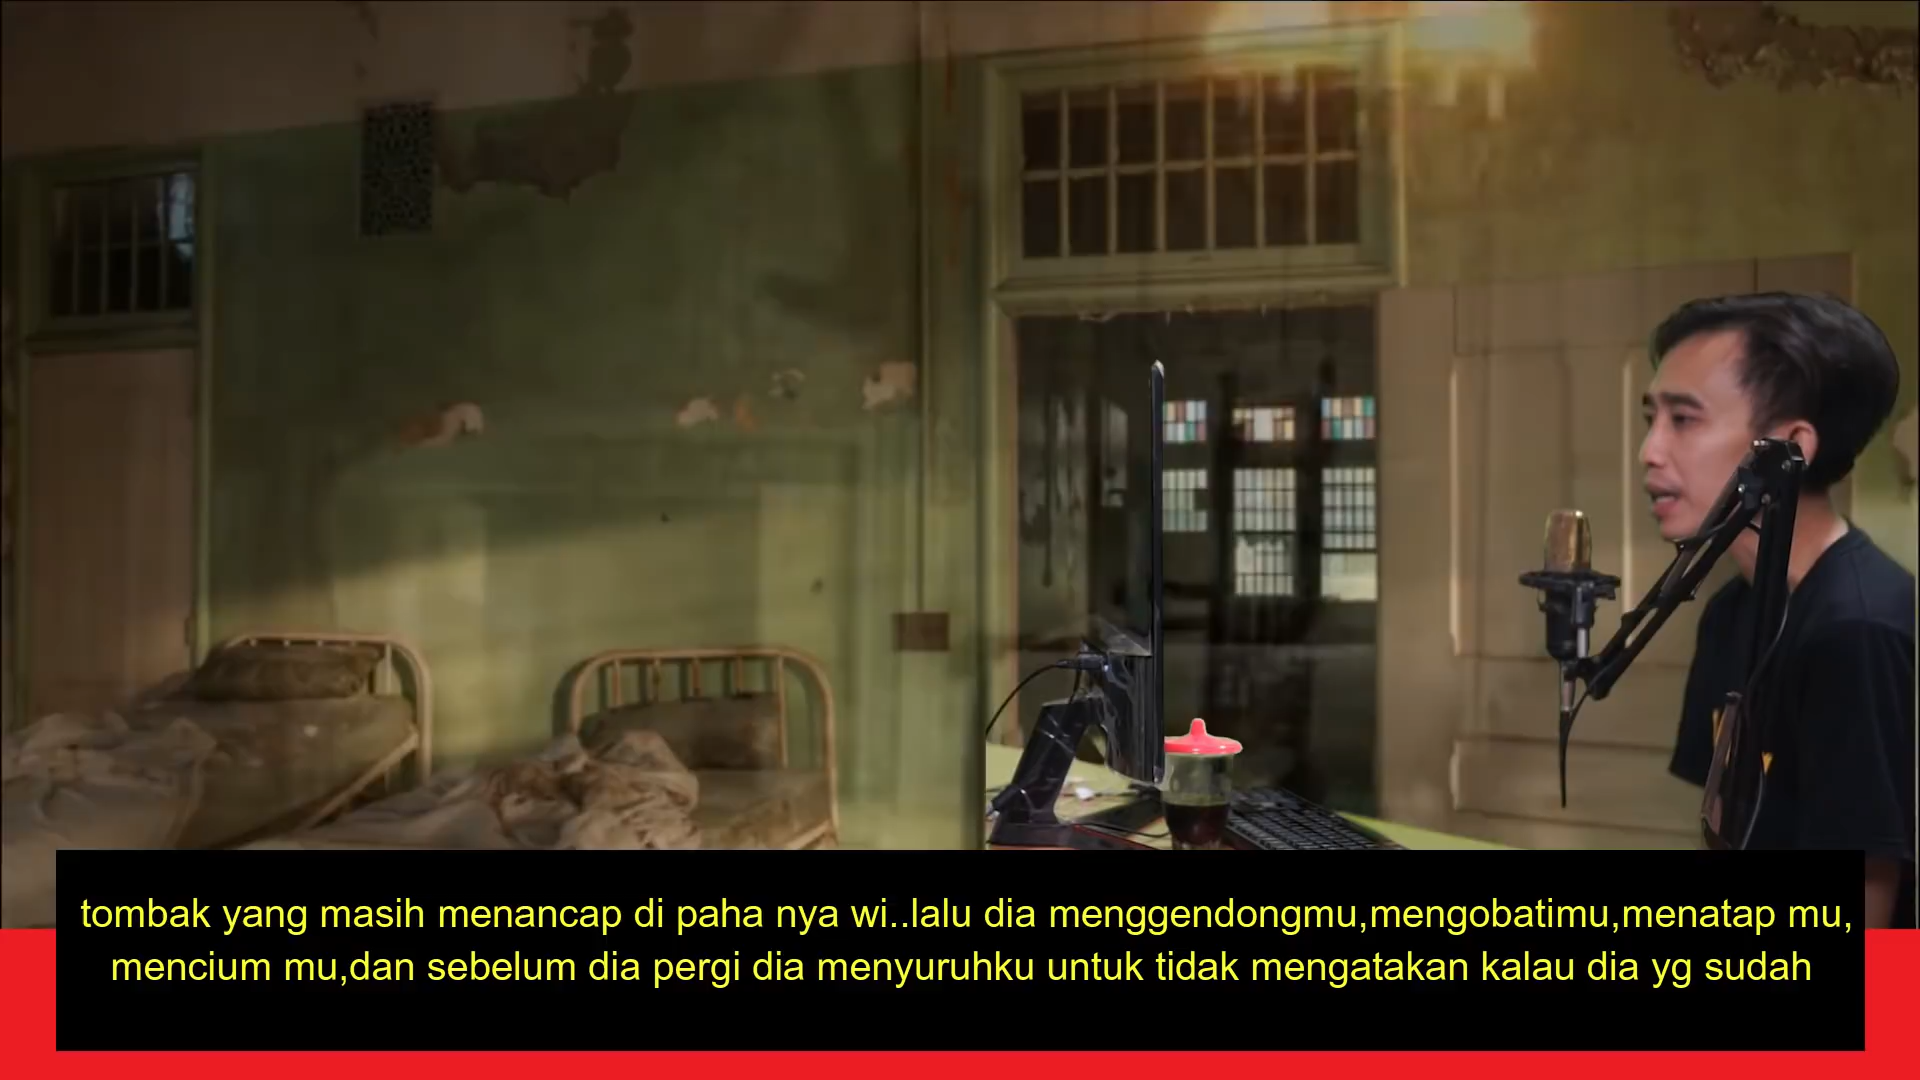 tombak yang masih menancap di paha nya wi..lalu dia menggendongmu,mengobatimu,menatap mu,
mencium mu,dan sebelum dia pergi dia menyuruhku untuk tidak mengatakan kalau dia yg sudah